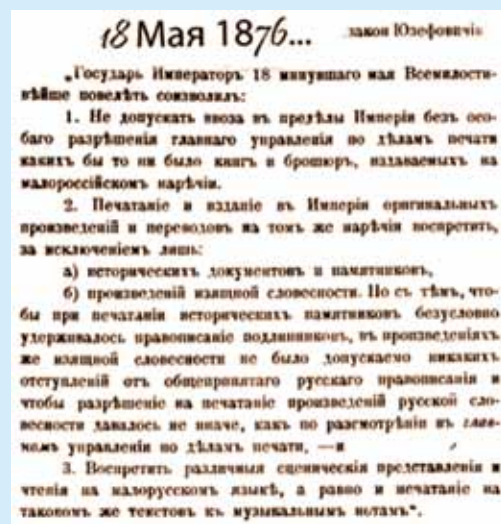 18 Мая 1876... законъ Юзефовича
„Государь Императоръ 18 минувшаго мая Всемилости-
вѣйше повелѣть соизволилъ:
1. Не допускать ввоза въ предѣлы Имперіи безъ осо-
баго разрѣшенія главнаго управленія по дѣламъ печати
какихъ бы то ни было книгъ и брошюръ, издаваемыхъ на
малороссійскомъ нарѣчіи.
2. Печатаніе и изданіе въ Имперіи оригинальныхъ
произведеній и переводовъ на томъ же нарѣчіи воспретить,
за исключеніемъ лишь:
а) историческихъ документовъ и памятниковъ,
б) произведеній изящной словесности. Но съ тѣмъ, что-
бы при печатаніи историческихъ памятниковъ безусловно
удерживалось правописаніе подлинниковъ, въ произведеніяхъ
же изящной словесности не было допускаемо никакихъ
отступленій отъ общепринятаго русскаго правописанія и
чтобы разрѣшеніе на печатаніе произведеній русской сло-
весности давалось не иначе, какъ по разсмотрѣніи въ глав-
номъ управленіи по дѣламъ печати, —и
3. Воспретить различныя сценическія представленія и
чтенія на малорусскомъ языкѣ, а равно и печатаніе на
таковомъ же текстовъ къ музыкальнымъ нотамъ".